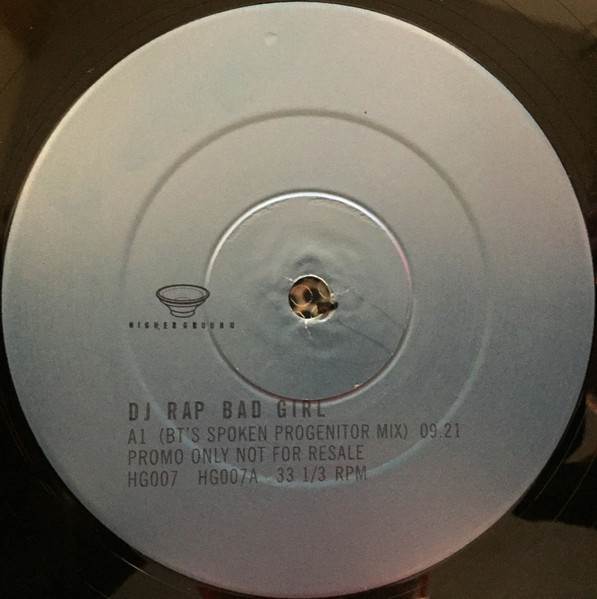 HIGHER GROUND
DJ RAP BAD GIRL
A1 (BT'S SPOKEN PROGENITOR MIX) 09.21
PROMO ONLY NOT FOR RESALE
HG007 HG007A 33 1/3 RPM